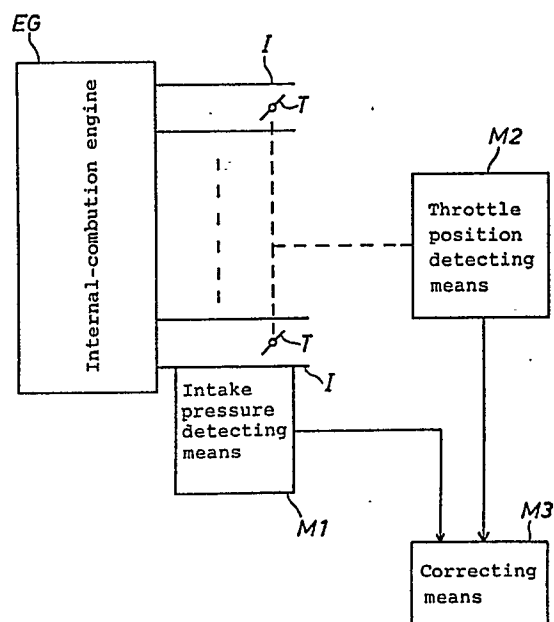 EG
I
T
M2
Internal-combution engine
Throttle
position
detecting
means
T
I
Intake
pressure
detecting
means
M1
M3
Correcting
means